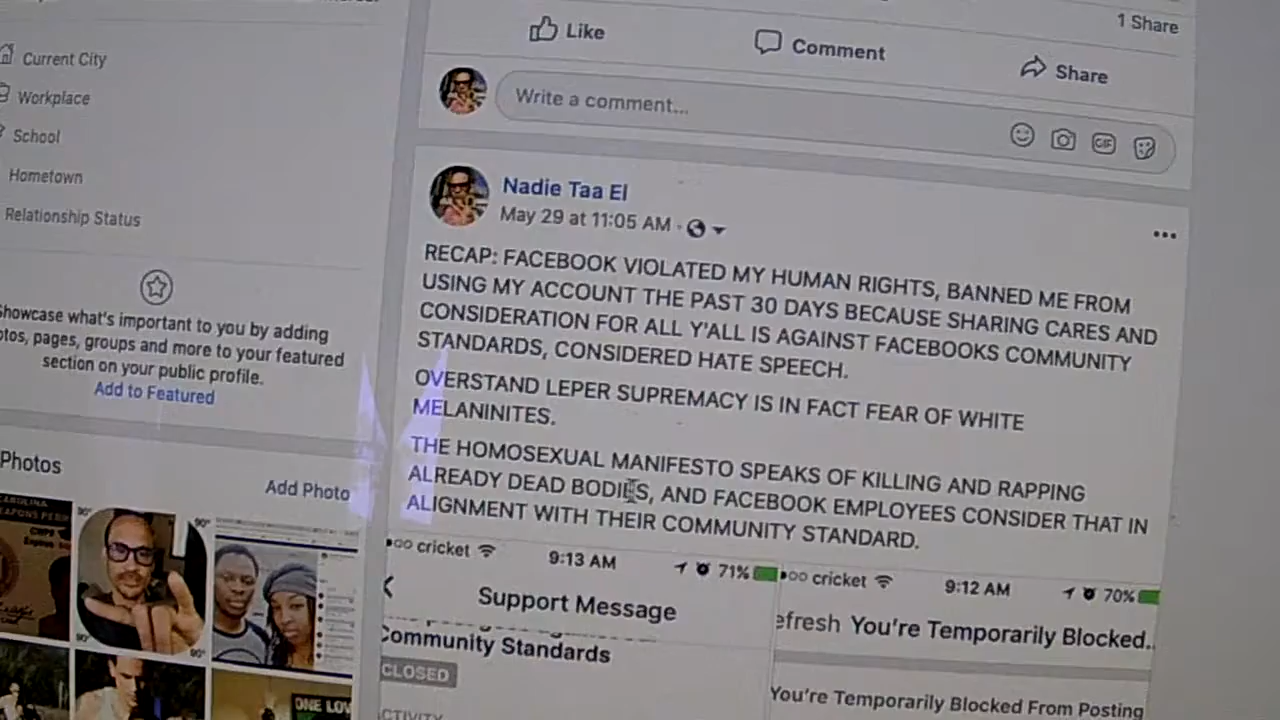 1 Share
Like
Comment
Share
Write a comment...
GIF
Current City
Workplace
School
Hometown
Relationship Status
Showcase what's important to you by adding
photos, pages, groups and more to your featured
section on your public profile.
Add to Featured
Photos
Add Photo
Nadie Taa El
May 29 at 11:05 AM
RECAP: FACEBOOK VIOLATED MY HUMAN RIGHTS, BANNED ME FROM
USING MY ACCOUNT THE PAST 30 DAYS BECAUSE SHARING CARES AND
CONSIDERATION FOR ALL Y'ALL IS AGAINST FACEBOOKS COMMUNITY
STANDARDS, CONSIDERED HATE SPEECH.
OVERSTAND LEPER SUPREMACY IS IN FACT FEAR OF WHITE
MELANINITES.
THE HOMOSEXUAL MANIFESTO SPEAKS OF KILLING AND RAPPING
ALREADY DEAD BODIES, AND FACEBOOK EMPLOYEES CONSIDER THAT IN
ALIGNMENT WITH THEIR COMMUNITY STANDARD.
cricket 9:13 AM 71%
Support Message
Community Standards
CLOSED
cricket 9:12 AM 70%
efresh You're Temporarily Blocked..
You're Temporarily Blocked From Posting
ONE LOV